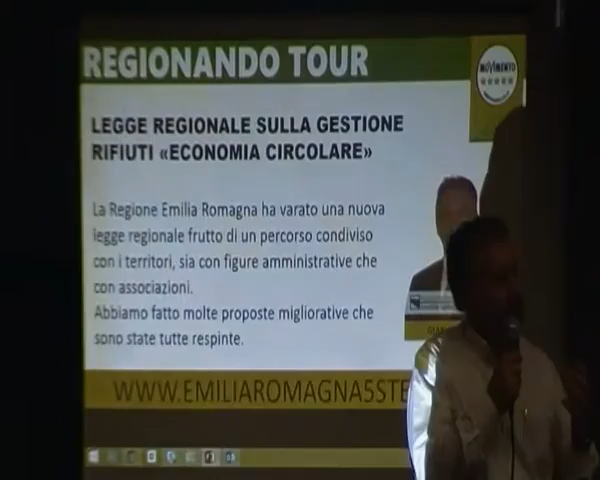 REGIONANDO TOUR
MOVIMENTO
LEGGE REGIONALE SULLA GESTIONE
RIFIUTI «ECONOMIA CIRCOLARE»
La Regione Emilia Romagna ha varato una nuova
legge regionale frutto di un percorso condiviso
con i territori, sia con figure amministrative che
con associazioni.
Abbiamo fatto molte proposte migliorative che
sono state tutte respinte.
WWW.EMILIAROMAGNA5STE